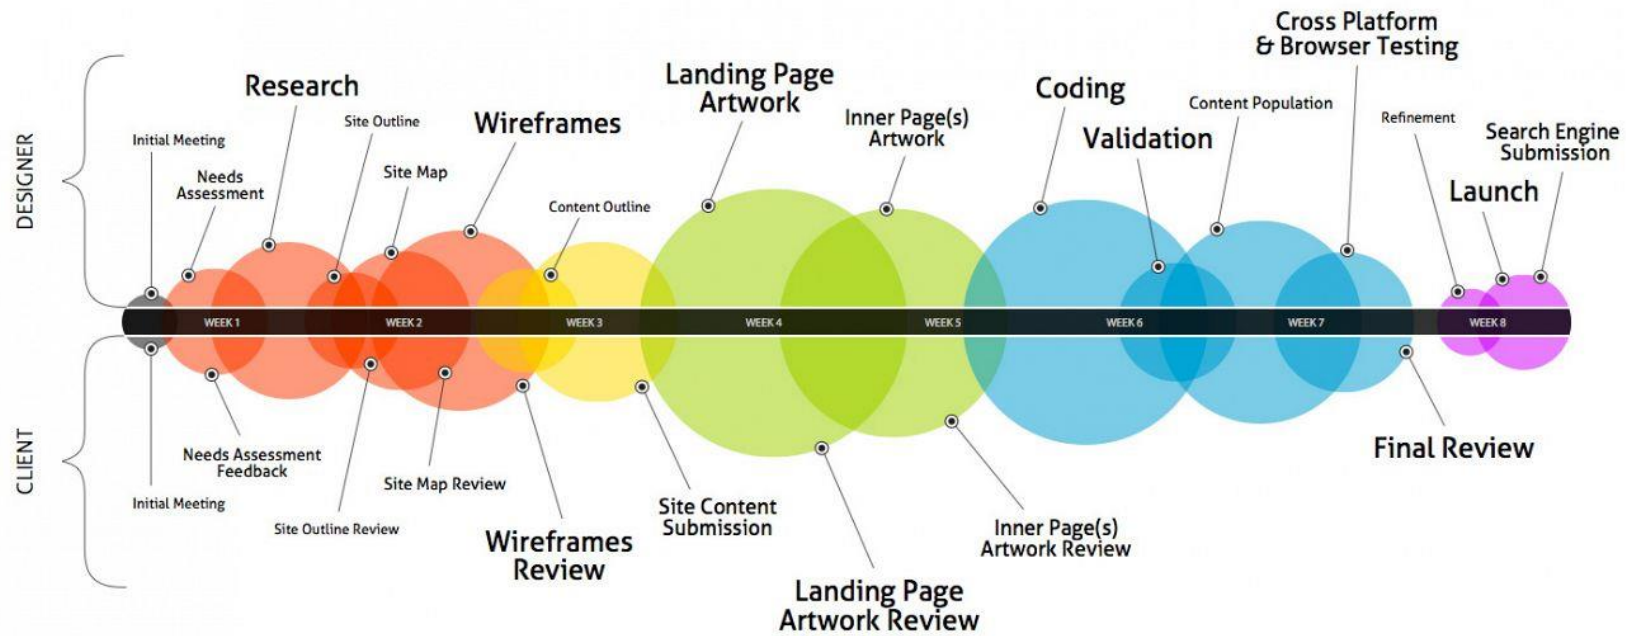 DESIGNER
Initial Meeting
Needs
Assessment
Research
Site Outline
Site Map
Wireframes
Content Outline
Landing Page
Artwork
Inner Page(s)
Artwork
Coding
Validation
Content Population
Cross Platform
& Browser Testing
Refinement
Launch
Search Engine
Submission
WEEK 1
WEEK 2
WEEK 3
WEEK 4
WEEK 5
WEEK 6
WEEK 7
WEEK 8
CLIENT
Initial Meeting
Needs Assessment
Feedback
Site Outline Review
Site Map Review
Wireframes
Review
Site Content
Submission
Landing Page
Artwork Review
Inner Page(s)
Artwork Review
Final Review